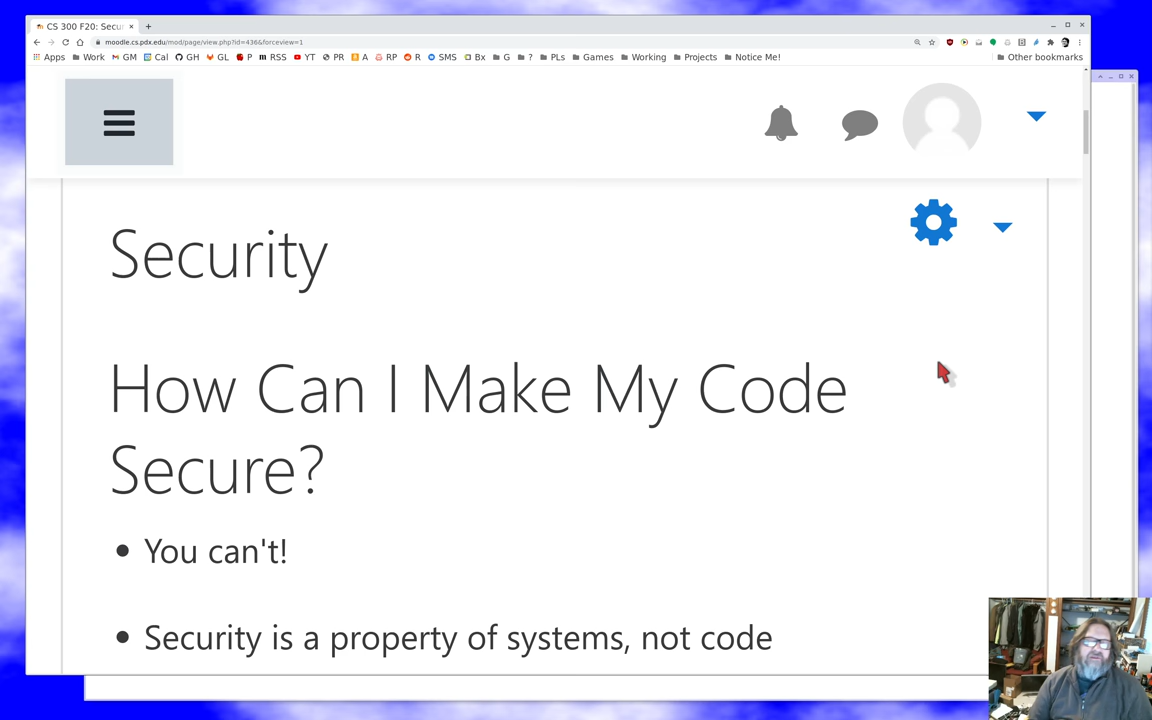 CS 300 F20: Secur
moodle.cs.pdx.edu/mod/page/view.php?id=436&forceview=1
Apps Work GM Cal GH GL P RSS YT PR A RP R SMS Bx G ? PLs Games Working Projects Notice Me! Other bookmarks
Security
How Can I Make My Code
Secure?
• You can't!
• Security is a property of systems, not code